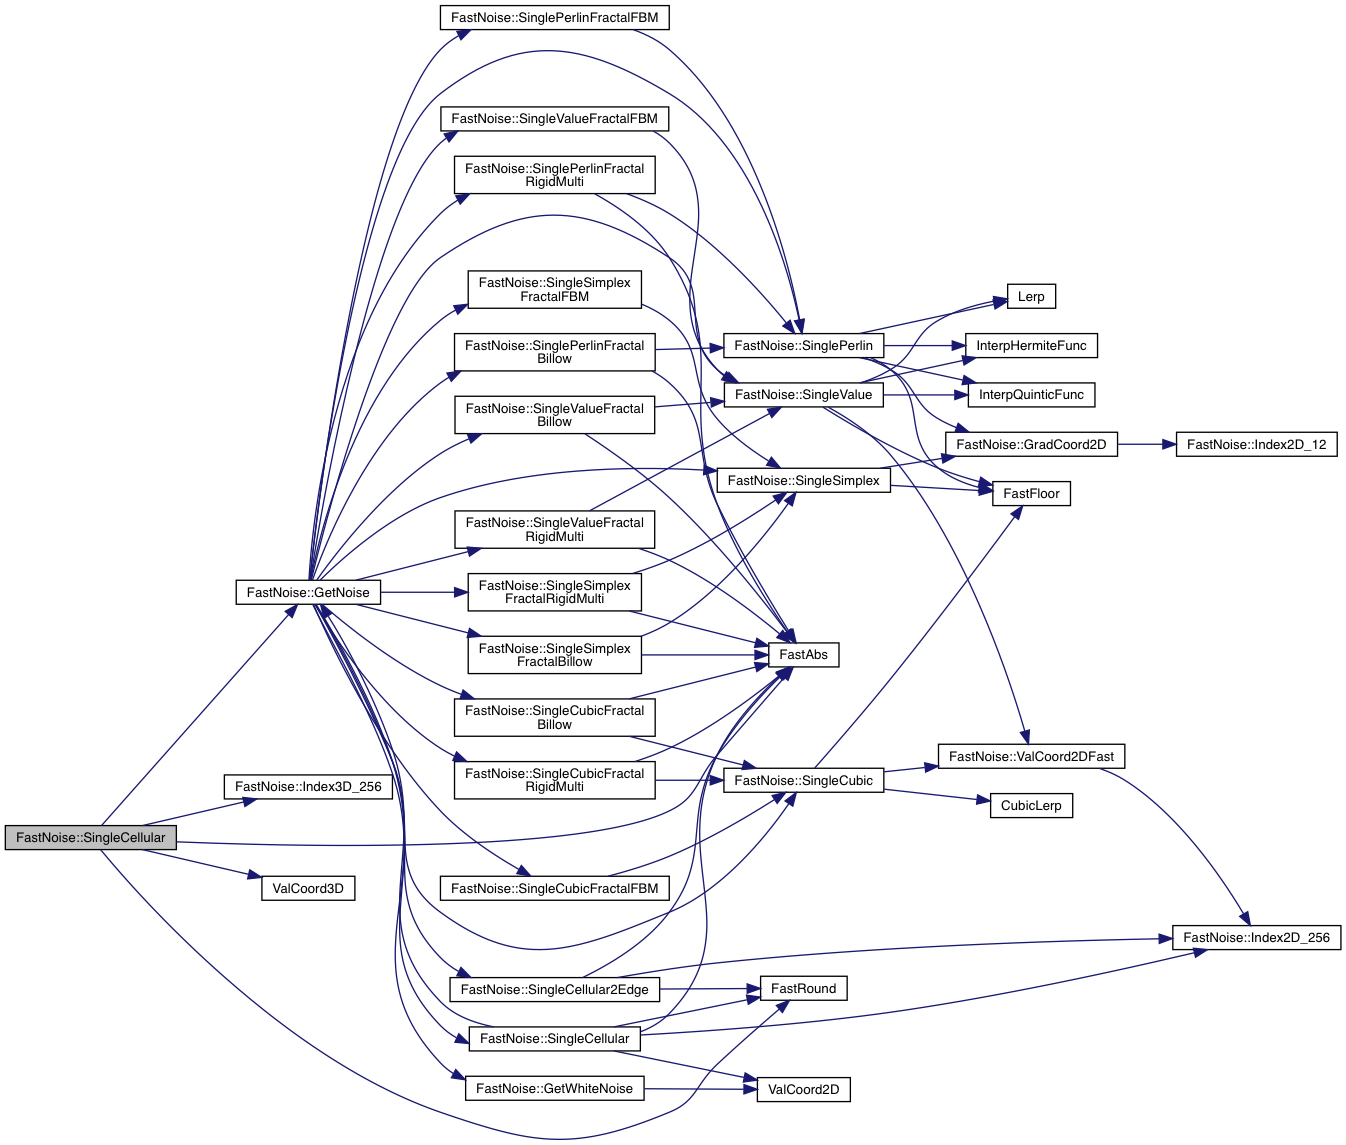 FastNoise::SinglePerlinFractalFBM
FastNoise::SingleValueFractalFBM
FastNoise::SinglePerlinFractal
RigidMulti
FastNoise::SingleSimplex
FractalFBM
FastNoise::SinglePerlinFractal
Billow
FastNoise::SingleValueFractal
Billow
FastNoise::SingleValueFractal
RigidMulti
FastNoise::SingleSimplex
FractalRigidMulti
FastNoise::SingleSimplex
FractalBillow
FastNoise::SingleCubicFractal
Billow
FastNoise::SingleCubicFractal
RigidMulti
FastNoise::SingleCubicFractalFBM
FastNoise::SingleCellular2Edge
FastNoise::SingleCellular
FastNoise::GetWhiteNoise
FastNoise::GetNoise
FastNoise::Index3D_256
FastNoise::SingleCellular
ValCoord3D
FastNoise::SinglePerlin
FastNoise::SingleValue
FastNoise::SingleSimplex
FastAbs
FastNoise::SingleCubic
FastRound
ValCoord2D
Lerp
InterpHermiteFunc
InterpQuinticFunc
FastNoise::GradCoord2D
FastNoise::Index2D_12
FastFloor
FastNoise::ValCoord2DFast
CubicLerp
FastNoise::Index2D_256